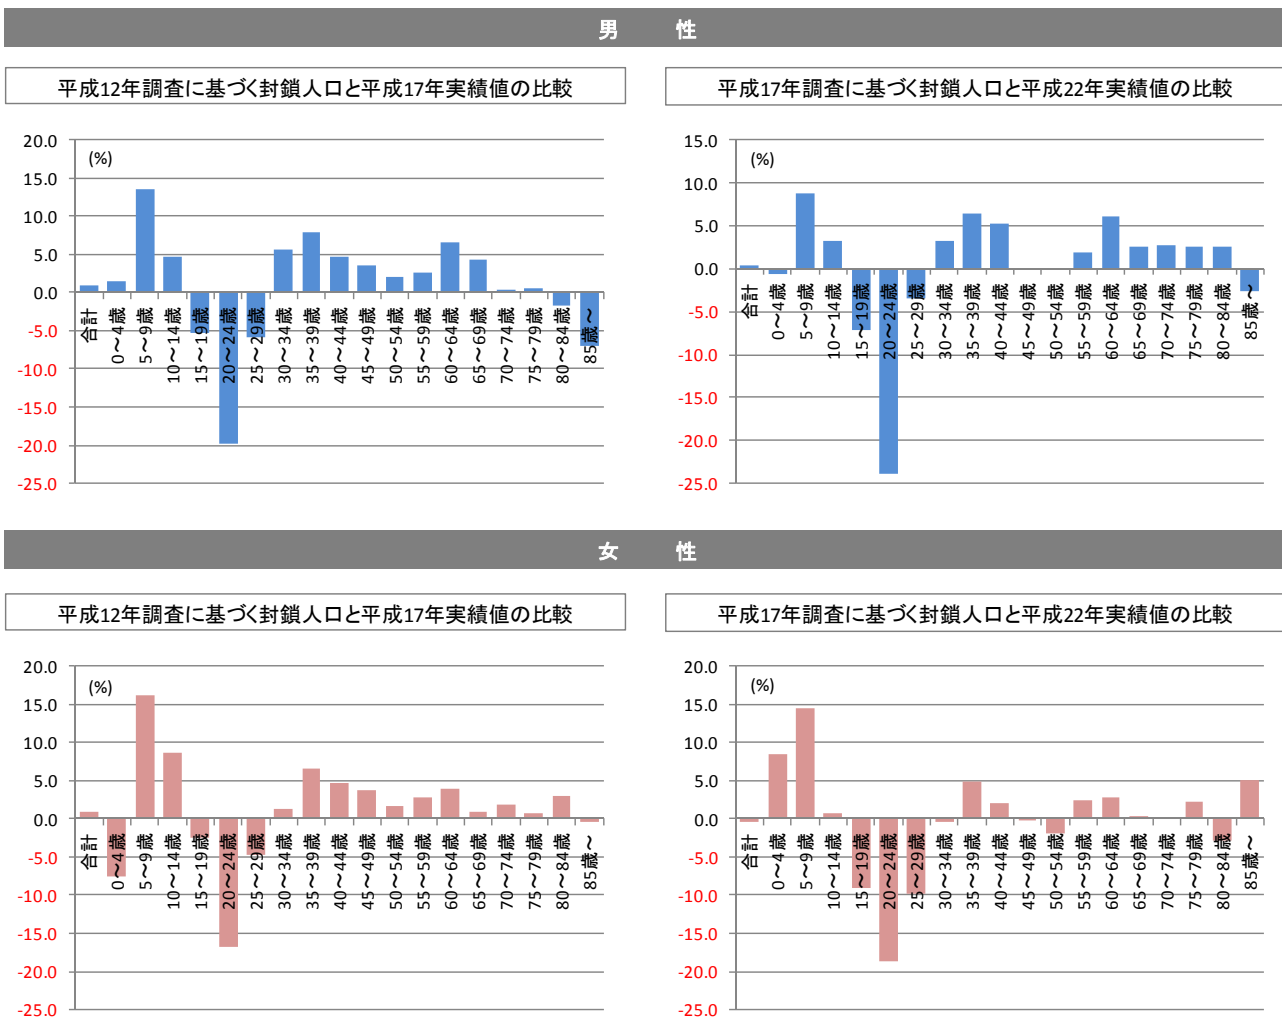 男 性
平成12年調査に基づく封鎖人口と平成17年実績値の比較
(%)
20.0
15.0
10.0
5.0
0.0
-5.0
-10.0
-15.0
-20.0
-25.0
合計
0～4歳
5～9歳
10～14歳
15～19歳
20～24歳
25～29歳
30～34歳
35～39歳
40～44歳
45～49歳
50～54歳
55～59歳
60～64歳
65～69歳
70～74歳
75～79歳
80～84歳
85歳～
平成17年調査に基づく封鎖人口と平成22年実績値の比較
(%)
15.0
10.0
5.0
0.0
-5.0
-10.0
-15.0
-20.0
-25.0
合計
0～4歳
5～9歳
10～14歳
15～19歳
20～24歳
25～29歳
30～34歳
35～39歳
40～44歳
45～49歳
50～54歳
55～59歳
60～64歳
65～69歳
70～74歳
75～79歳
80～84歳
85歳～
女 性
平成12年調査に基づく封鎖人口と平成17年実績値の比較
(%)
20.0
15.0
10.0
5.0
0.0
-5.0
-10.0
-15.0
-20.0
-25.0
合計
0～4歳
5～9歳
10～14歳
15～19歳
20～24歳
25～29歳
30～34歳
35～39歳
40～44歳
45～49歳
50～54歳
55～59歳
60～64歳
65～69歳
70～74歳
75～79歳
80～84歳
85歳～
平成17年調査に基づく封鎖人口と平成22年実績値の比較
(%)
20.0
15.0
10.0
5.0
0.0
-5.0
-10.0
-15.0
-20.0
-25.0
合計
0～4歳
5～9歳
10～14歳
15～19歳
20～24歳
25～29歳
30～34歳
35～39歳
40～44歳
45～49歳
50～54歳
55～59歳
60～64歳
65～69歳
70～74歳
75～79歳
80～84歳
85歳～